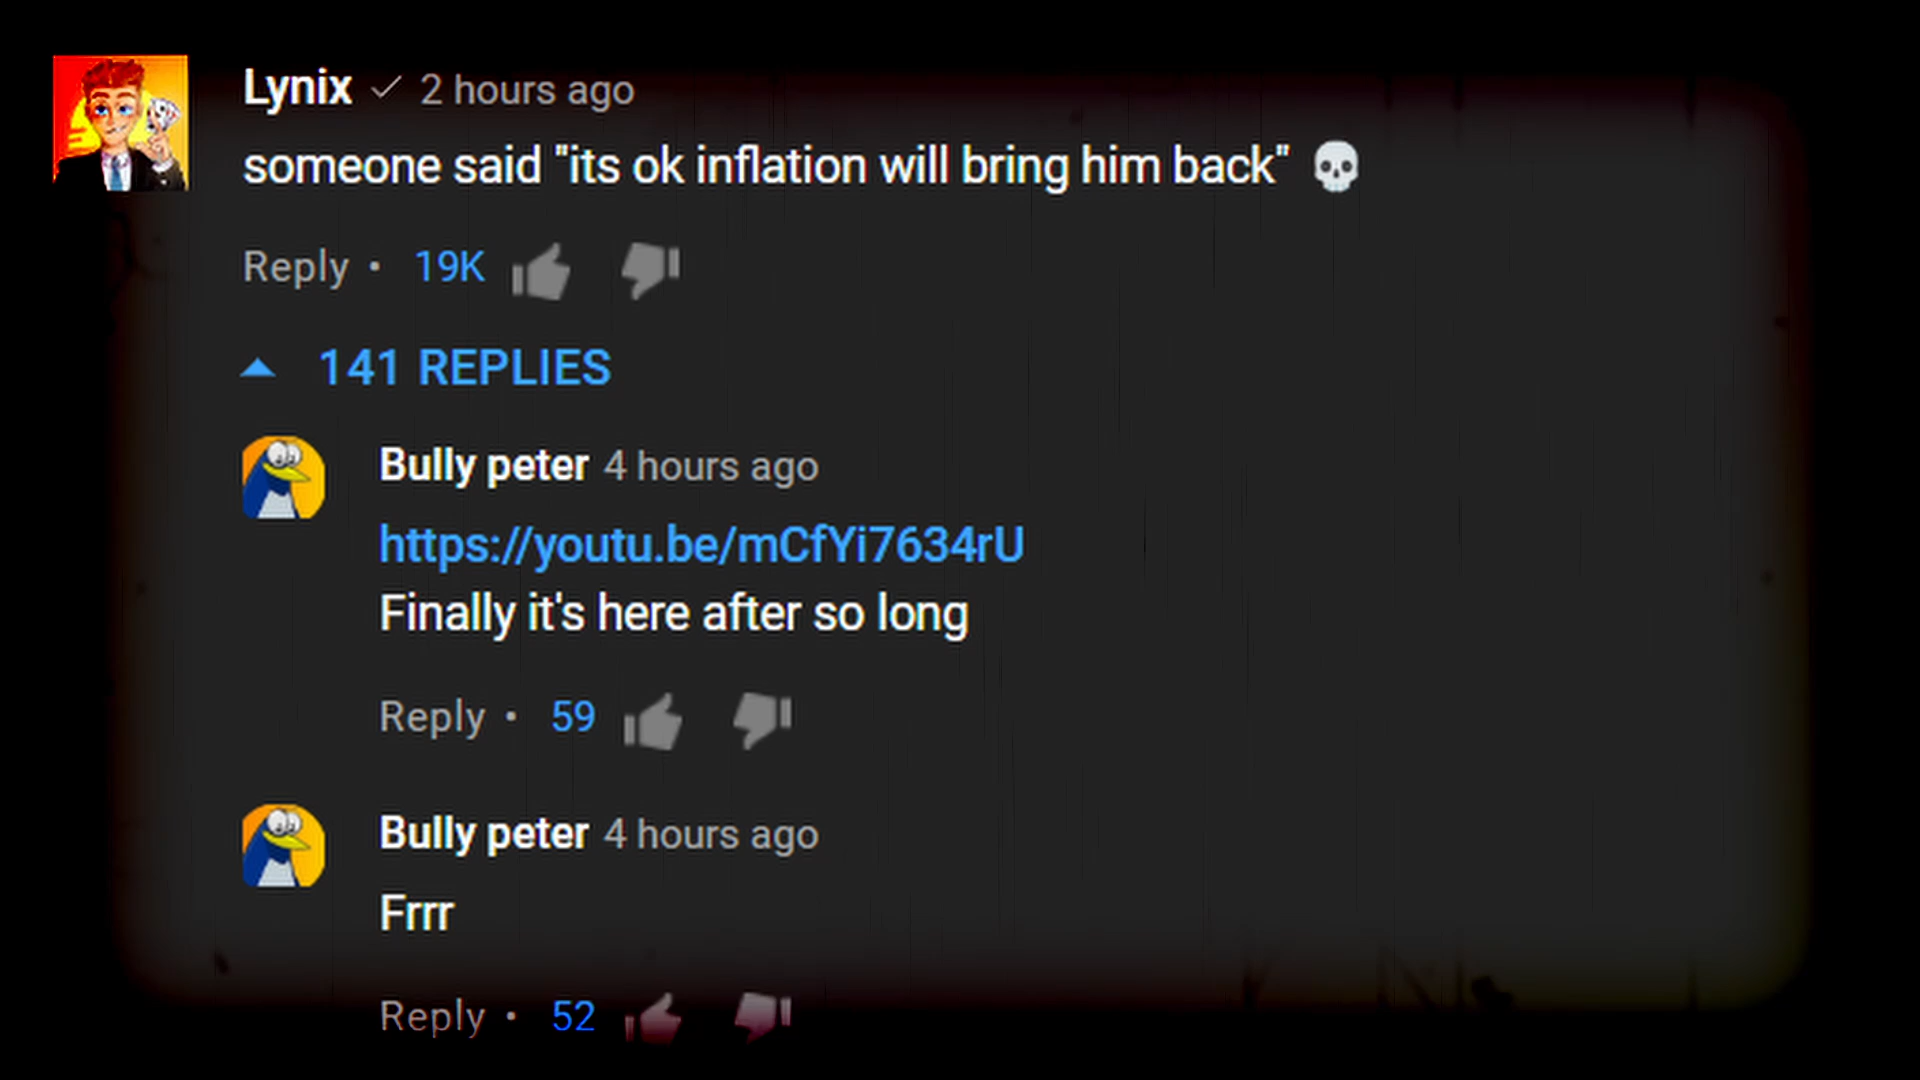 Lynix ✓ 2 hours ago
someone said "its ok inflation will bring him back" 💀
Reply • 19K
141 REPLIES
Bully peter 4 hours ago
https://youtu.be/mCfYi7634rU
Finally it's here after so long
Reply • 59
Bully peter 4 hours ago
Frrr
Reply • 52